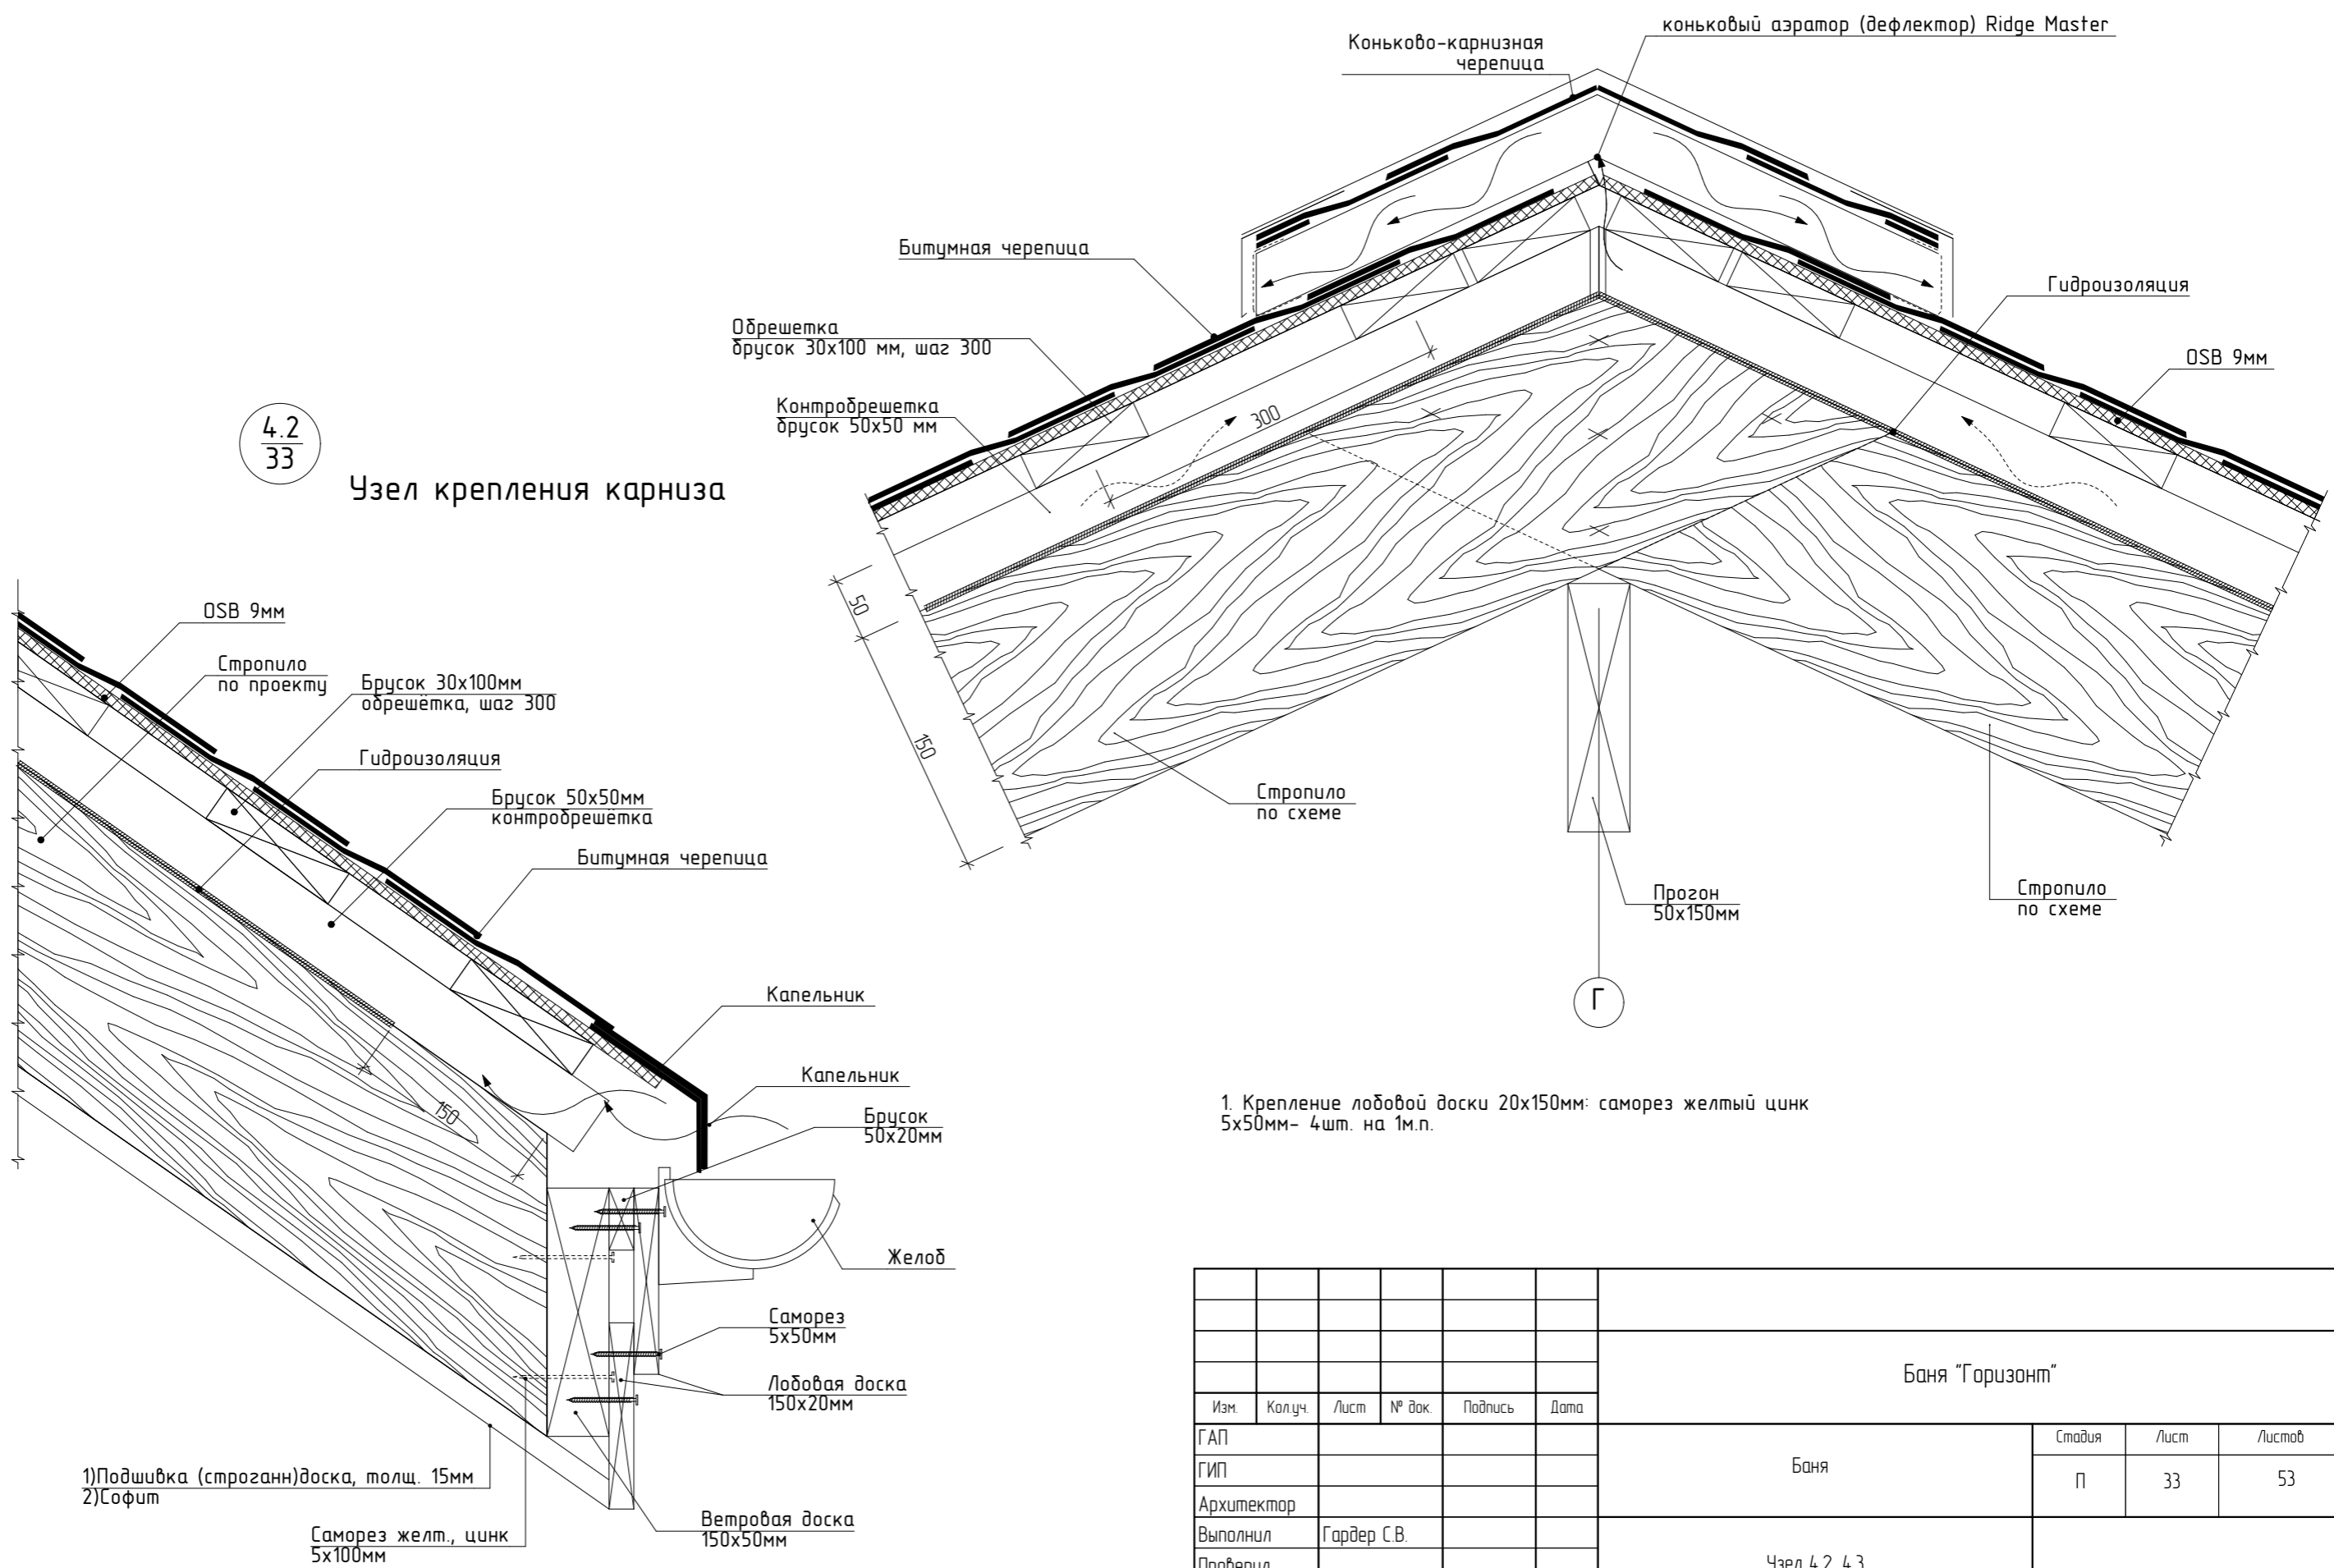 коньковый аэратор (дефлектор) Ridge Master
Коньково-карнизная
черепица
Битумная черепица
Гидроизоляция
Обрешетка
брусок 30х100 мм, шаг 300
OSB 9мм
Контробрешетка
брусок 50х50 мм
300
4.2
33
Узел крепления карниза
50
150
OSB 9мм
Стропило
по проекту
Брусок 30х100мм
обрешётка, шаг 300
Гидроизоляция
Брусок 50х50мм
контробрешётка
Битумная черепица
Стропило
по схеме
Прогон
50х150мм
Стропило
по схеме
Г
Капельник
Капельник
Брусок
50х20мм
150
1. Крепление лобовой доски 20х150мм: саморез желтый цинк
5х50мм- 4шт. на 1м.п.
Желоб
Саморез
5х50мм
Лобовая доска
150х20мм
1)Подшивка (строганн)доска, толщ. 15мм
2)Софит
Саморез желт., цинк
5х100мм
Ветровая доска
150х50мм
Баня "Горизонт"
Изм. Кол.уч. Лист № док. Подпись Дата
ГАП
ГИП
Архитектор
Выполнил Гардер С.В.
Проверил
Баня
Стадия Лист Листов
П 33 53
Узел 4.2, 4.3